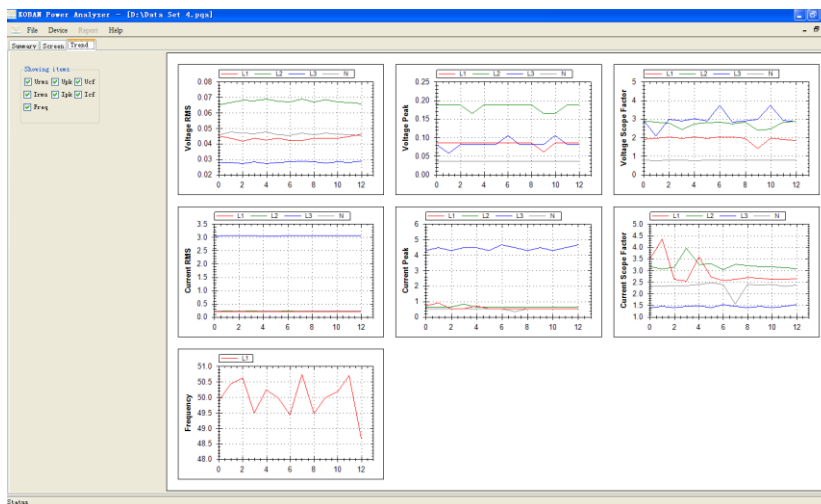 KODAN Power Analyzer - [D:\Data Set 4.pqa]
File Device Report Help
Summary Screen Trend
Showing items
Urms Upk Ucf
Irms Ipk Icf
Freq
L1 L2 L3 N
Voltage RMS
0.08
0.07
0.06
0.05
0.04
0.03
0.02
0 2 4 6 8 10 12
L1 L2 L3 N
Voltage Peak
0.25
0.20
0.15
0.10
0.05
0.00
0 2 4 6 8 10 12
L1 L2 L3 N
Voltage Scope Factor
5
4
3
2
1
0
0 2 4 6 8 10 12
L1 L2 L3 N
Current RMS
3.5
3.0
2.5
2.0
1.5
1.0
0.5
0.0
0 2 4 6 8 10 12
L1 L2 L3 N
Current Peak
6
5
4
3
2
1
0
0 2 4 6 8 10 12
L1 L2 L3 N
Current Scope Factor
5.0
4.5
4.0
3.5
3.0
2.5
2.0
1.5
1.0
0 2 4 6 8 10 12
L1
Frequency
51.0
50.5
50.0
49.5
49.0
48.5
48.0
0 2 4 6 8 10 12
Status